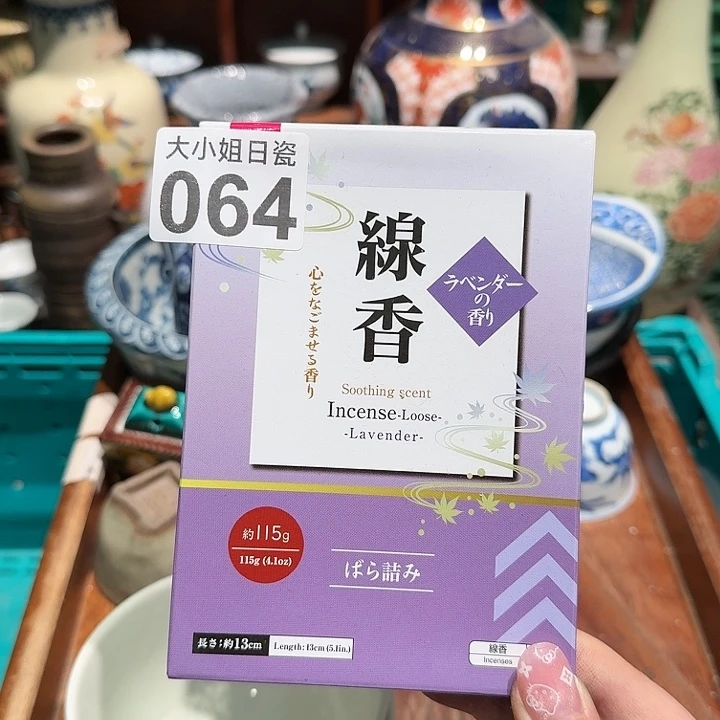 大小姐日瓷
064
線香
ラベンダー
の
香り
心をなごませる香り
Soothing scent
Incense-Loose-
-Lavender-
約115g
115g (4.1oz)
ばら詰み
長さ:約13cm
Length: 13cm (5.1in.)
線香
Incenses